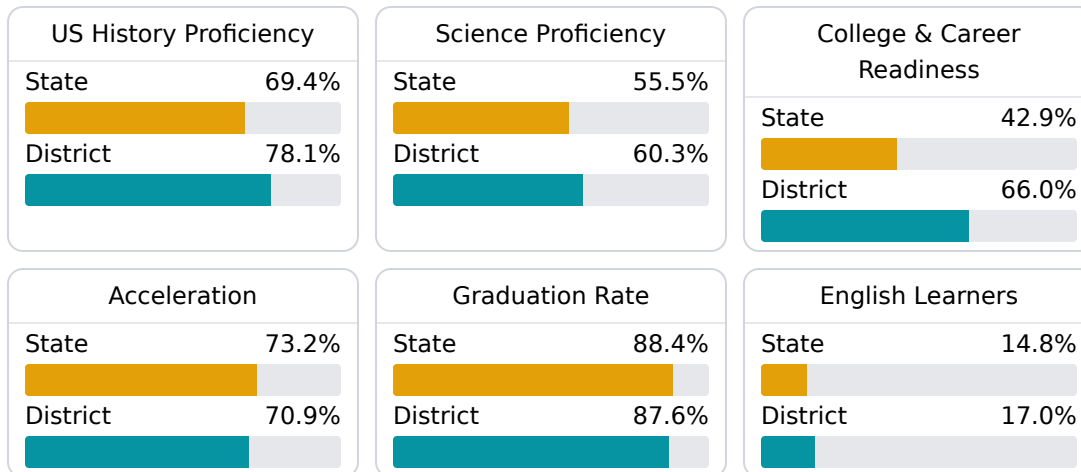 US History Proficiency
State 69.4%
District 78.1%
Science Proficiency
State 55.5%
District 60.3%
College & Career
Readiness
State 42.9%
District 66.0%
Acceleration
State 73.2%
District 70.9%
Graduation Rate
State 88.4%
District 87.6%
English Learners
State 14.8%
District 17.0%